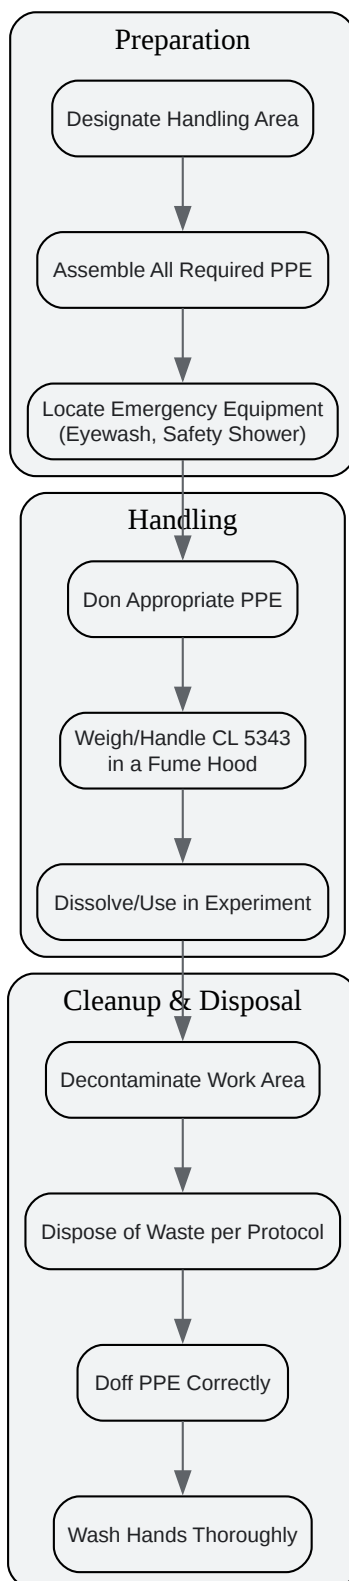 Preparation
Designate Handling Area
Assemble All Required PPE
Locate Emergency Equipment
(Eyewash, Safety Shower)
Handling
Don Appropriate PPE
Weigh/Handle CL 5343
in a Fume Hood
Dissolve/Use in Experiment
Cleanup & Disposal
Decontaminate Work Area
Dispose of Waste per Protocol
Doff PPE Correctly
Wash Hands Thoroughly